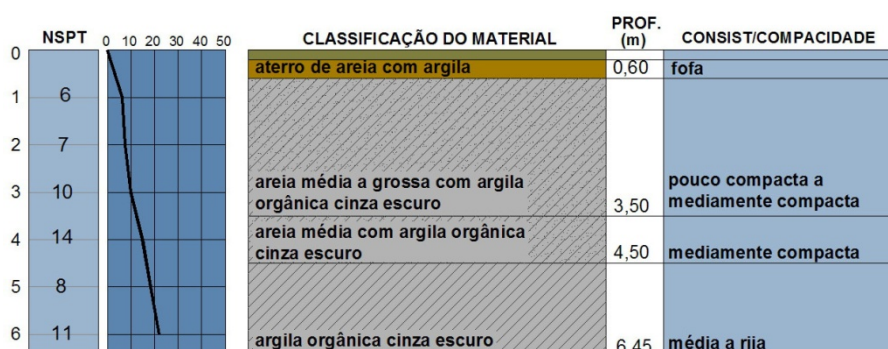 NSPT 0 10 20 30 40 50 CLASSIFICAÇÃO DO MATERIAL PROF. (m) CONSIST/COMPACIDADE
0
aterro de areia com argila 0,60 fofa
1 6
2 7
3 10
areia média a grossa com argila
orgânica cinza escuro 3,50
pouco compacta a
mediamente compacta
4 14
areia média com argila orgânica
cinza escuro 4,50 mediamente compacta
5 8
6 11
argila orgânica cinza escuro 6,45 média a rija